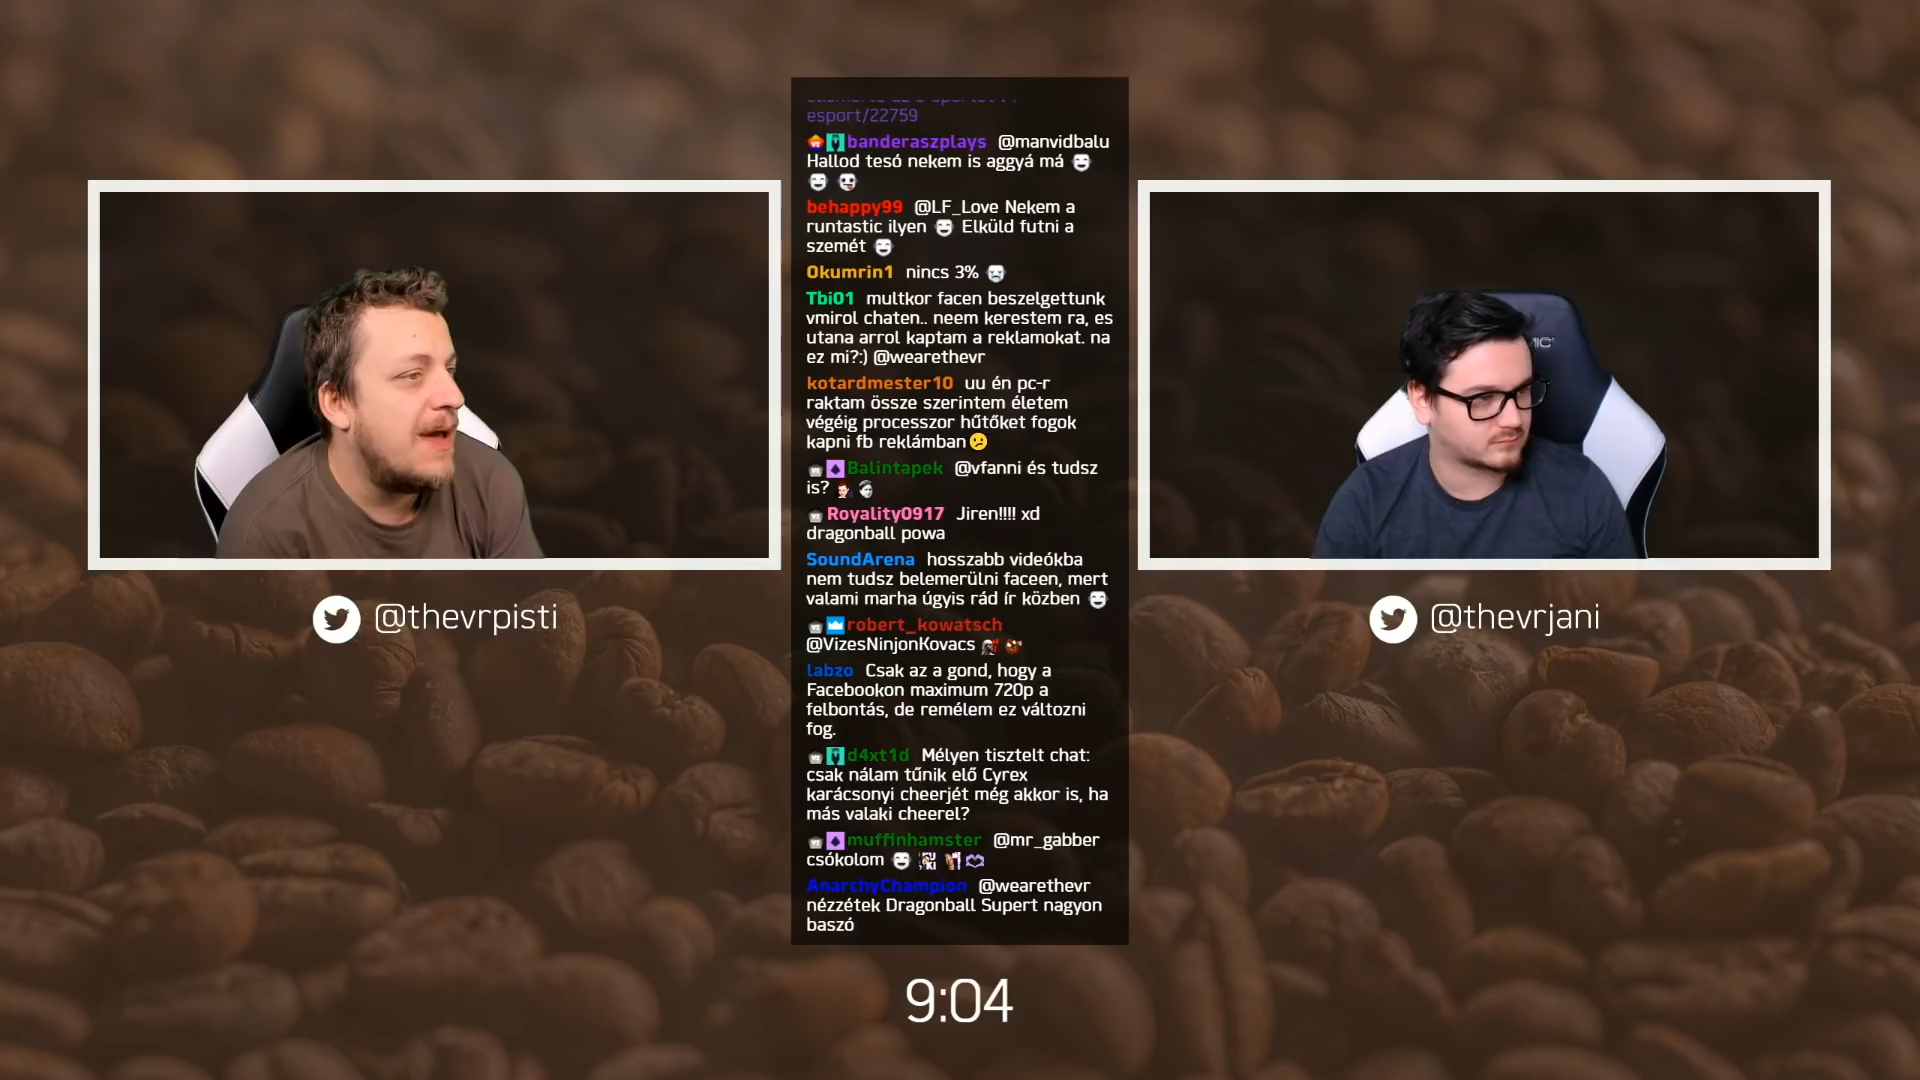 esport/22759
banderaszplays @manvidbalu
Hallod tesó nekem is aggyá má
behappy99 @LF_Love Nekem a
runtastic ilyen Elküld futni a
szemét
Okumrin1 nincs 3%
Tbi01 multkor facen beszelgettunk
vmirol chaten.. neem kerestem ra, es
utana arrol kaptam a reklamokat. na
ez mi?:) @wearethevr
kotardmester10 uu én pc-r
raktam össze szerintem életem
végéig processzor hűtőket fogok
kapni fb reklámban
Balintapek @vfanni és tudsz
is?
Royality0917 Jiren!!!! xd
dragonball powa
SoundArena hosszabb videókba
nem tudsz belemerülni faceen, mert
valami marha úgyis rád ír közben
robert_kowatsch
@VizesNinjonKovacs
labzo Csak az a gond, hogy a
Facebookon maximum 720p a
felbontás, de remélem ez változni
fog.
d4xt1d Mélyen tisztelt chat:
csak nálam tűnik elő Cyrex
karácsonyi cheerjét még akkor is, ha
más valaki cheerel?
muffinhamster @mr_gabber
csókolom
AnarchyChampion @wearethevr
nézzétek Dragonball Supert nagyon
baszó
@thevrpisti
@thevrjani
9:04